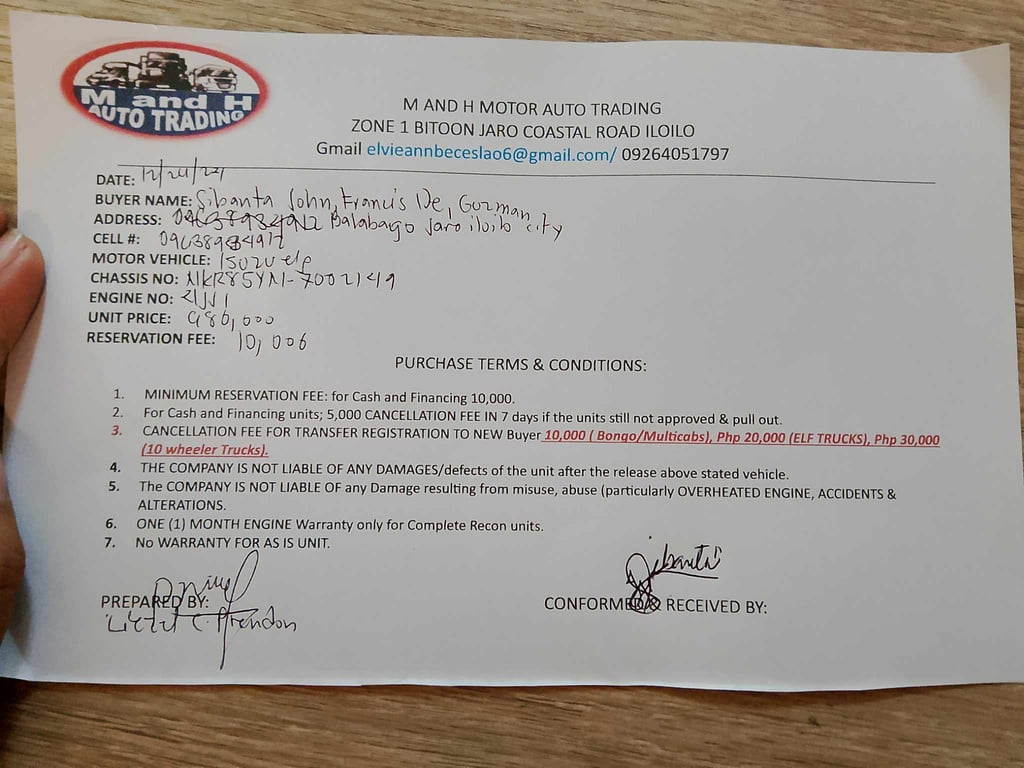 M and H
AUTO TRADING
M AND H MOTOR AUTO TRADING
ZONE 1 BITOON JARO COASTAL ROAD ILOILO
Gmail elvieannbeceslao6@gmail.com/ 09264051797
DATE: 12/24/24
BUYER NAME: Sibanta John, Francis De, Guzman
ADDRESS: Balabago Jaro iloilo city
CELL #:
MOTOR VEHICLE: Isuzu elf
CHASSIS NO: NKR85YN-7002149
ENGINE NO: 4JJ1
UNIT PRICE: 980,000
RESERVATION FEE: 10,000
PURCHASE TERMS & CONDITIONS:
1. MINIMUM RESERVATION FEE: for Cash and Financing 10,000.
2. For Cash and Financing units; 5,000 CANCELLATION FEE IN 7 days if the units still not approved & pull out.
3. CANCELLATION FEE FOR TRANSFER REGISTRATION TO NEW Buyer 10,000 ( Bongo/Multicabs), Php 20,000 (ELF TRUCKS), Php 30,000
(10 wheeler Trucks).
4. THE COMPANY IS NOT LIABLE OF ANY DAMAGES/defects of the unit after the release above stated vehicle.
5. The COMPANY IS NOT LIABLE OF any Damage resulting from misuse, abuse (particularly OVERHEATED ENGINE, ACCIDENTS &
ALTERATIONS.
6. ONE (1) MONTH ENGINE Warranty only for Complete Recon units.
7. No WARRANTY FOR AS IS UNIT.
PREPARED BY:
CONFORMED & RECEIVED BY: